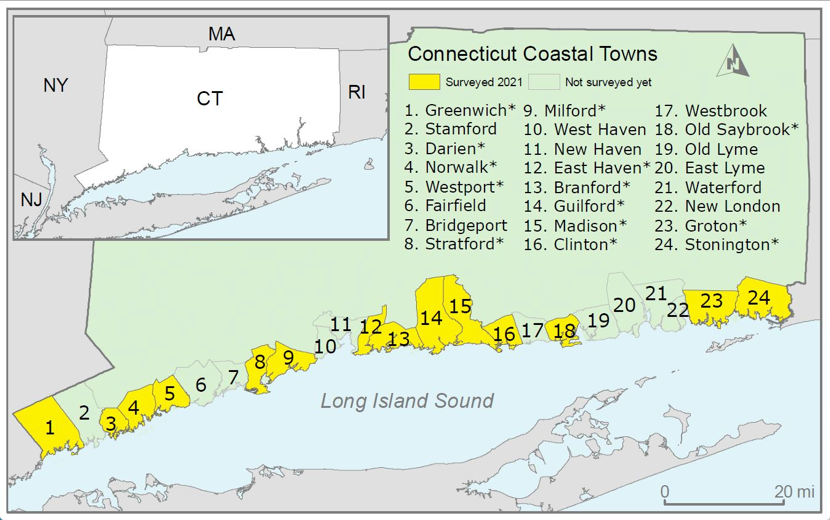 MA
NY
CT
RI
NJ
Connecticut Coastal Towns
N
Surveyed 2021
Not surveyed yet
1. Greenwich*
2. Stamford
3. Darien*
4. Norwalk*
5. Westport*
6. Fairfield
7. Bridgeport
8. Stratford*
9. Milford*
10. West Haven
11. New Haven
12. East Haven*
13. Branford*
14. Guilford*
15. Madison*
16. Clinton*
17. Westbrook
18. Old Saybrook*
19. Old Lyme
20. East Lyme
21. Waterford
22. New London
23. Groton*
24. Stonington*
1
2
3
4
5
6
7
8
9
10
11
12
13
14
15
16
17
18
19
20
21
22
23
24
Long Island Sound
0 20 mi